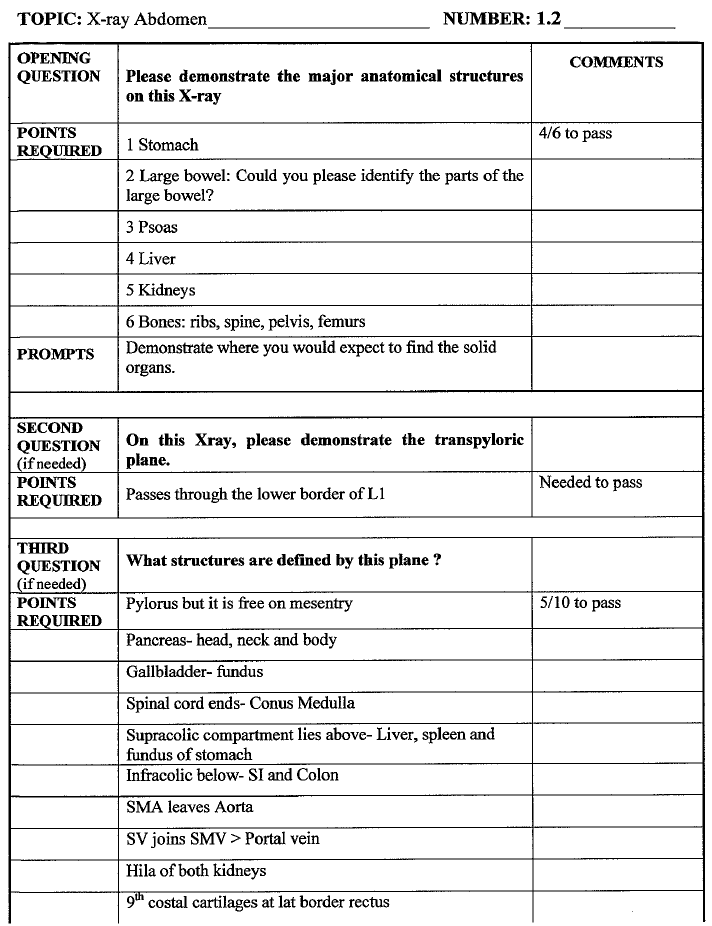 TOPIC: X-ray Abdomen NUMBER: 1.2
OPENING QUESTION
Please demonstrate the major anatomical structures on this X-ray
COMMENTS
POINTS REQUIRED
1 Stomach
4/6 to pass
2 Large bowel: Could you please identify the parts of the
large bowel?
3 Psoas
4 Liver
5 Kidneys
6 Bones: ribs, spine, pelvis, femurs
PROMPTS
Demonstrate where you would expect to find the solid
organs.
SECOND
QUESTION
(if needed)
On this Xray, please demonstrate the transpyloric
plane.
POINTS
REQUIRED
Passes through the lower border of L1
Needed to pass
THIRD
QUESTION
(if needed)
What structures are defined by this plane ?
POINTS
REQUIRED
Pylorus but it is free on mesentry
5/10 to pass
Pancreas- head, neck and body
Gallbladder- fundus
Spinal cord ends- Conus Medulla
Supracolic compartment lies above- Liver, spleen and
fundus of stomach
Infracolic below- SI and Colon
SMA leaves Aorta
SV joins SMV > Portal vein
Hila of both kidneys
9th costal cartilages at lat border rectus